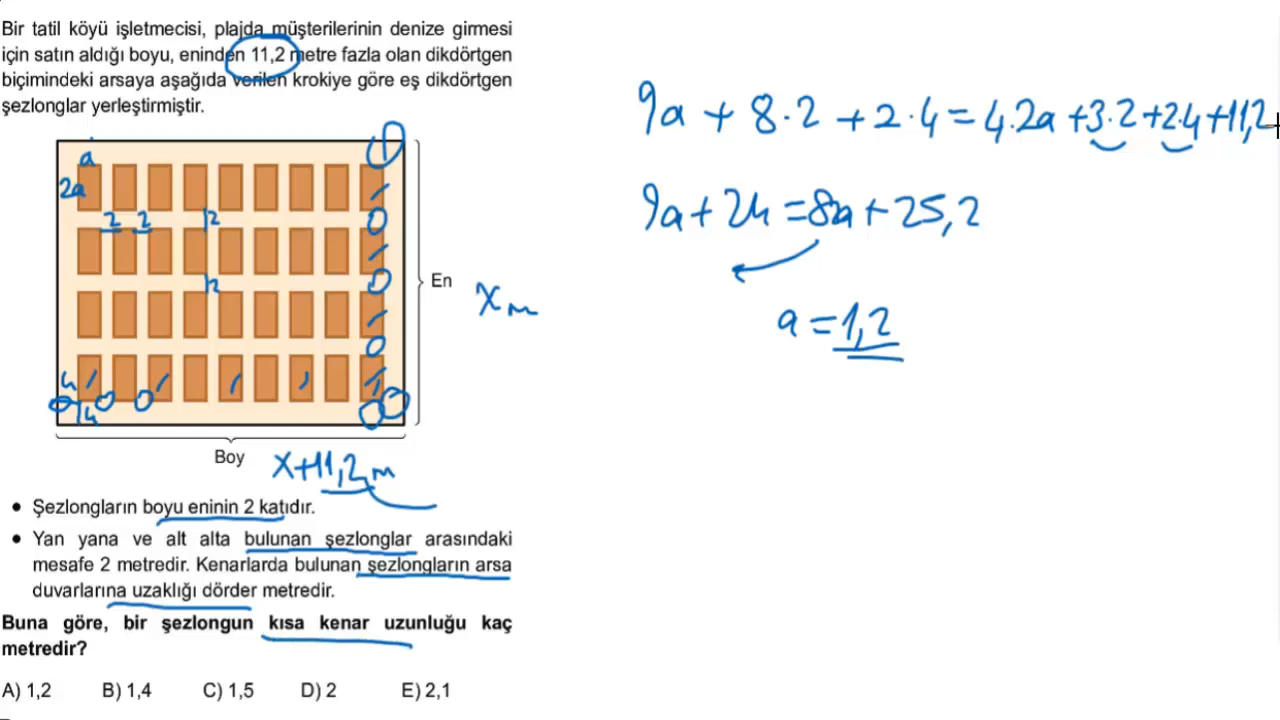 Bir tatil köyü işletmecisi, plajda müşterilerinin denize girmesi
için satın aldığı boyu, eninden 11,2 metre fazla olan dikdörtgen
biçimindeki arsaya aşağıda verilen krokiye göre eş dikdörtgen
şezlonglar yerleştirmiştir.
a
2a
2 2 2
2
4
4
En
x m
Boy
x+11,2 m
• Şezlongların boyu eninin 2 katıdır.
• Yan yana ve alt alta bulunan şezlonglar arasındaki
mesafe 2 metredir. Kenarlarda bulunan şezlongların arsa
duvarlarına uzaklığı dörder metredir.
Buna göre, bir şezlongun kısa kenar uzunluğu kaç
metredir?
A) 1,2 B) 1,4 C) 1,5 D) 2 E) 2,1
9a + 8.2 + 2.4 = 4.2a + 3.2 + 2.4 + 11,2
9a + 24 = 8a + 25,2
a = 1,2